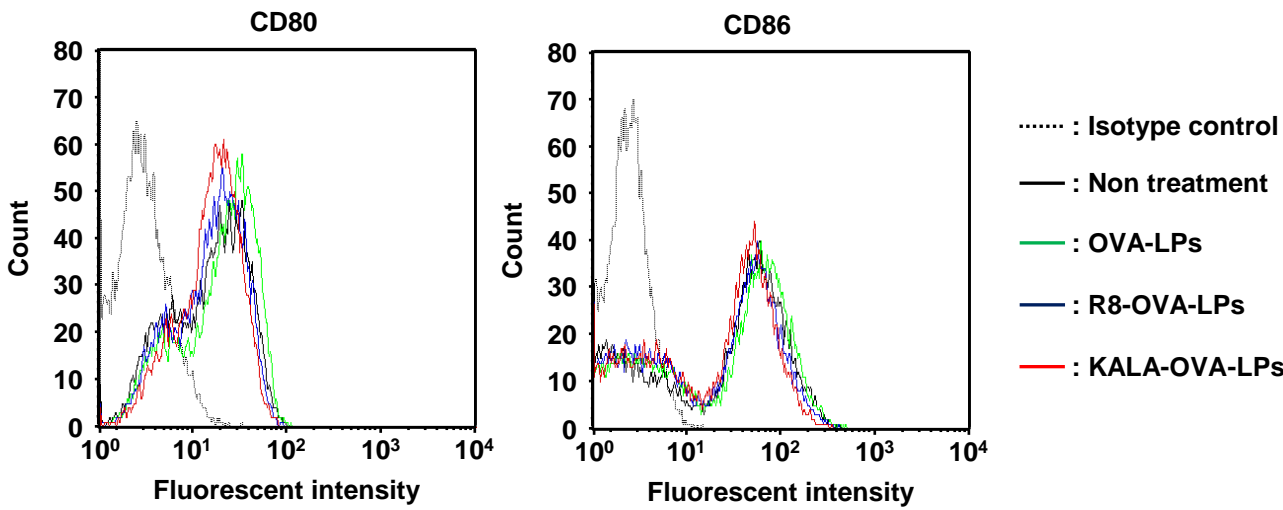 CD80
80
70
60
50
40
30
20
10
0
Count
10⁰ 10¹ 10² 10³ 10⁴
Fluorescent intensity
CD86
80
70
60
50
40
30
20
10
0
Count
10⁰ 10¹ 10² 10³ 10⁴
Fluorescent intensity
: Isotype control
: Non treatment
: OVA-LPs
: R8-OVA-LPs
: KALA-OVA-LPs